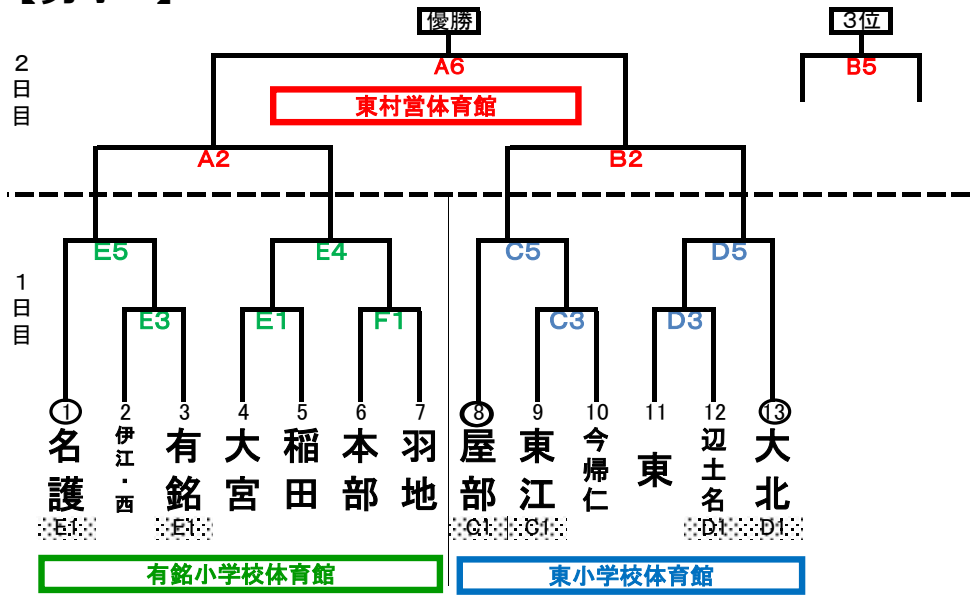 優勝
3位
A6
B5
2日目
東村営体育館
A2
B2
E5
E4
C5
D5
1日目
E3
E1
F1
C3
D3
① 2 3 4 5 6 7 ⑧ 9 10 11 12 ⑬
名護
伊江・西
有銘
大宮
稲田
本部
羽地
屋部
東江
今帰仁
東
辺土名
大北
E1 E1 C1 C1 D1 D1
有銘小学校体育館
東小学校体育館